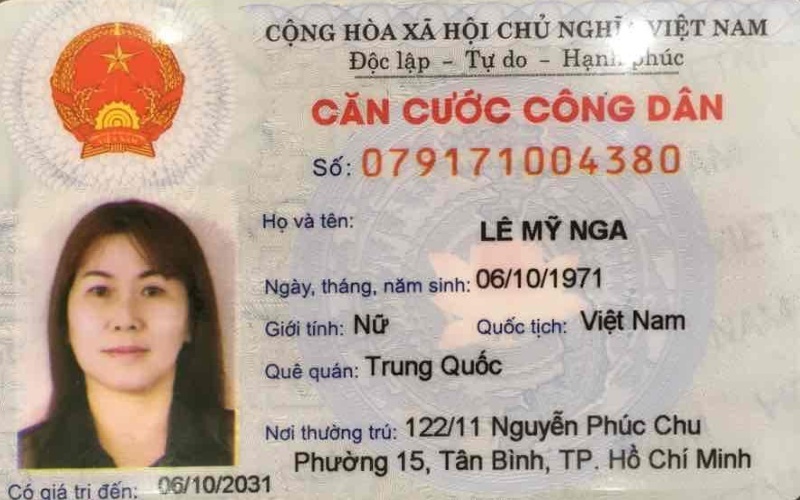 CỘNG HÒA XÃ HỘI CHỦ NGHĨA VIỆT NAM
Độc lập - Tự do - Hạnh phúc
CĂN CƯỚC CÔNG DÂN
Số: 079171004380
Họ và tên: LÊ MỸ NGA
Ngày, tháng, năm sinh: 06/10/1971
Giới tính: Nữ Quốc tịch: Việt Nam
Quê quán: Trung Quốc
Nơi thường trú: 122/11 Nguyễn Phúc Chu
Phường 15, Tân Bình, TP. Hồ Chí Minh
Có giá trị đến: 06/10/2031